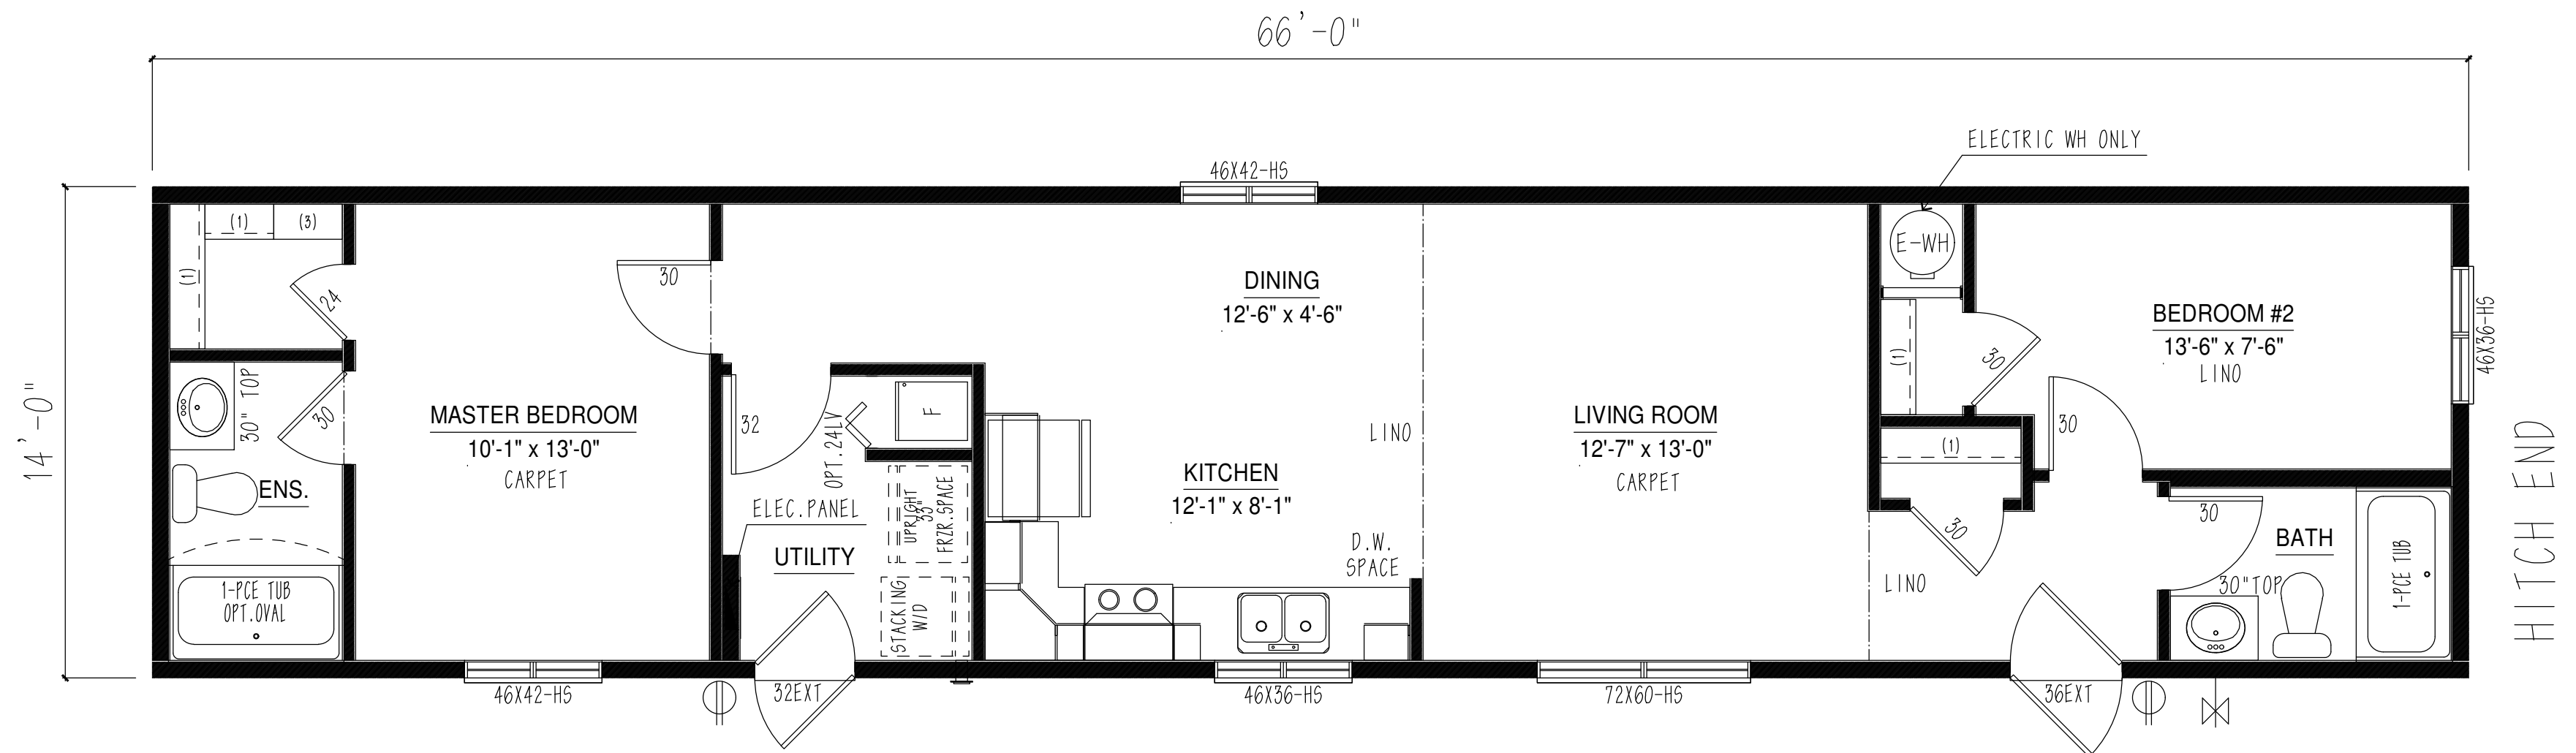 66'-0"
ELECTRIC WH ONLY
46X42-HS
14'-0"
(1)
(3)
(1)
24
30" TOP
30
ENS.
1-PCE TUB
OPT.OVAL
MASTER BEDROOM
10'-1" x 13'-0"
CARPET
30
46X42-HS
32
OPT.24LV
F
ELEC.PANEL
UTILITY
UPRIGHT
33"
FRZR.SPACE
STACKING
W/D
32EXT
DINING
12'-6" x 4'-6"
LINO
KITCHEN
12'-1" x 8'-1"
D.W.
SPACE
46X36-HS
LIVING ROOM
12'-7" x 13'-0"
CARPET
72X60-HS
E-WH
(1)
30
(1)
30
LINO
BEDROOM #2
13'-6" x 7'-6"
LINO
30
46X36-HS
30
BATH
30"TOP
1-PCE TUB
36EXT
HITCH END